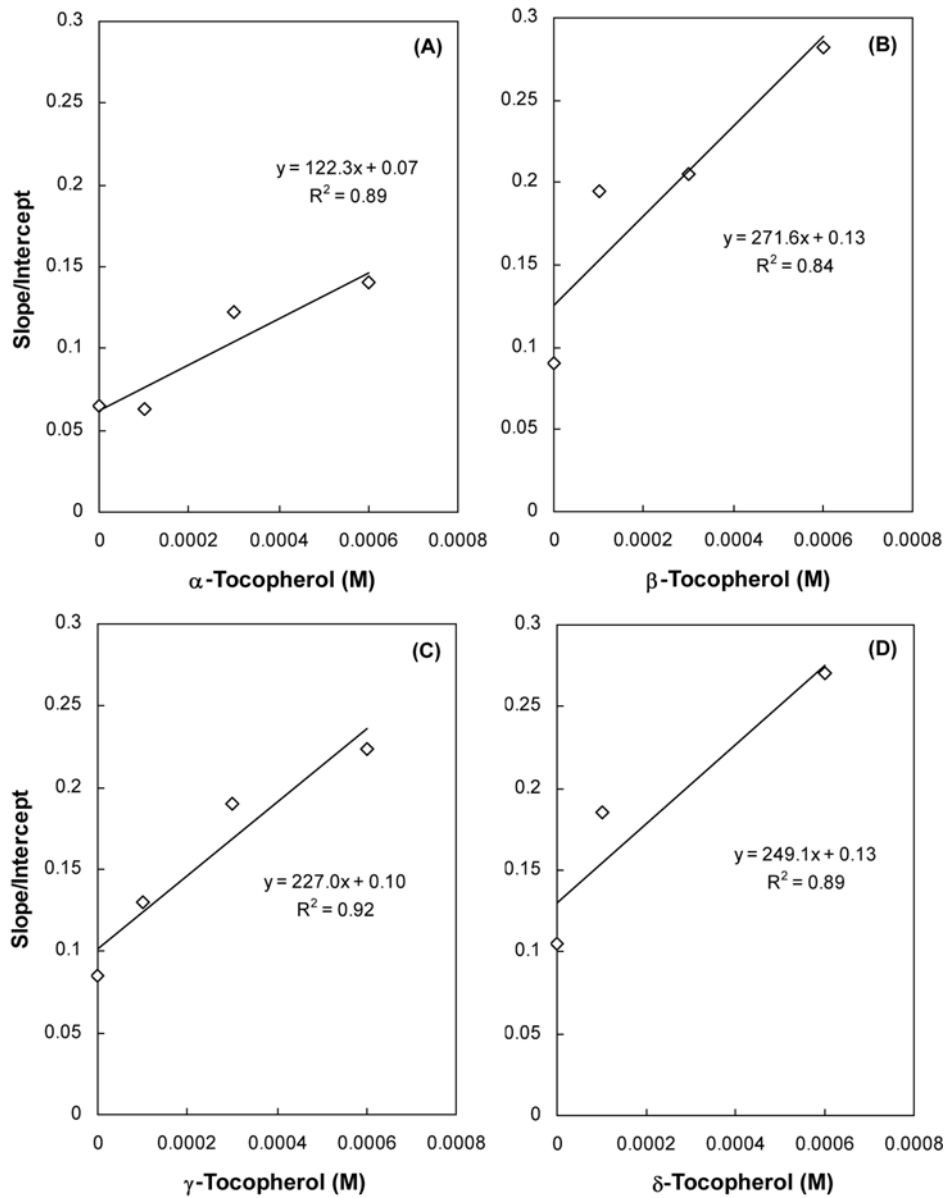 0.3
(A)
0.25
0.2
y = 122.3x + 0.07
R² = 0.89
Slope/Intercept
0.15
0.1
0.05
0
0 0.0002 0.0004 0.0006 0.0008
α-Tocopherol (M)
0.3
(B)
0.25
0.2
y = 271.6x + 0.13
R² = 0.84
0.15
0.1
0.05
0
0 0.0002 0.0004 0.0006 0.0008
β-Tocopherol (M)
0.3
(C)
0.25
0.2
Slope/Intercept
0.15
y = 227.0x + 0.10
R² = 0.92
0.1
0.05
0
0 0.0002 0.0004 0.0006 0.0008
γ-Tocopherol (M)
0.3
(D)
0.25
0.2
0.15
y = 249.1x + 0.13
R² = 0.89
0.1
0.05
0
0 0.0002 0.0004 0.0006 0.0008
δ-Tocopherol (M)